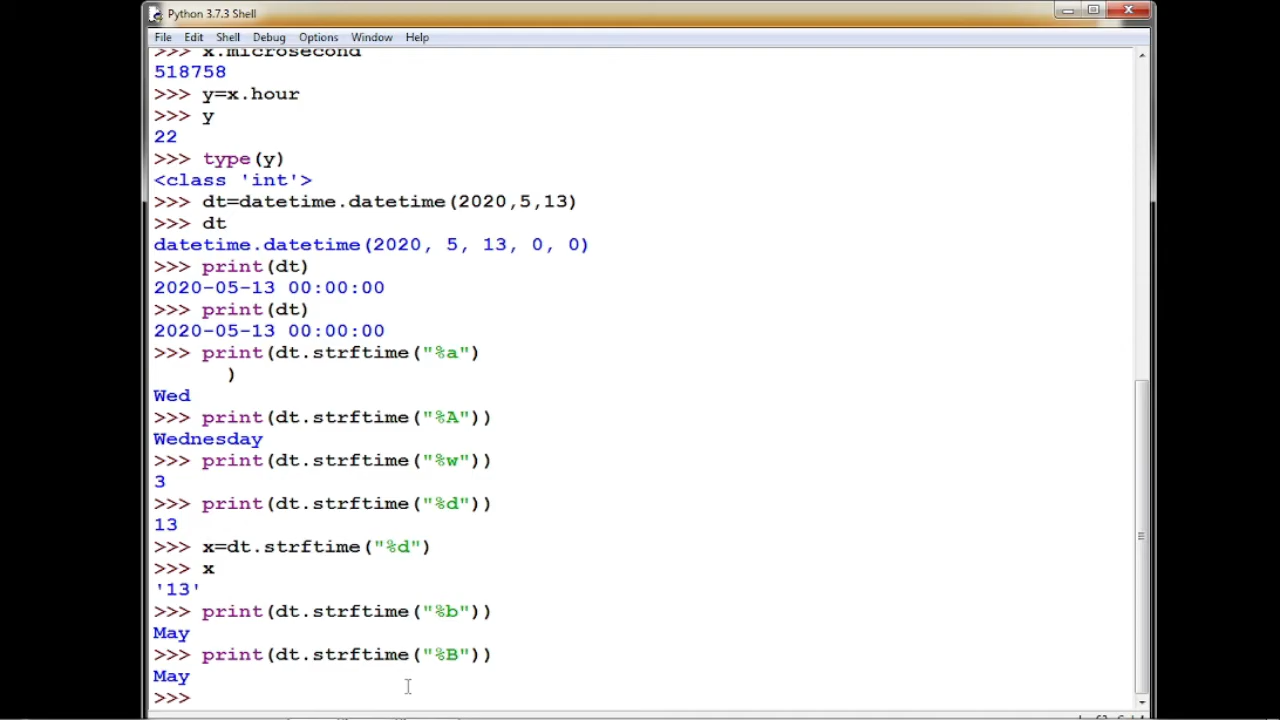 Python 3.7.3 Shell
File Edit Shell Debug Options Window Help
>>> x.microsecond
518758
>>> y=x.hour
>>> y
22
>>> type(y)
<class 'int'>
>>> dt=datetime.datetime(2020,5,13)
>>> dt
datetime.datetime(2020, 5, 13, 0, 0)
>>> print(dt)
2020-05-13 00:00:00
>>> print(dt)
2020-05-13 00:00:00
>>> print(dt.strftime("%a")
)
Wed
>>> print(dt.strftime("%A"))
Wednesday
>>> print(dt.strftime("%w"))
3
>>> print(dt.strftime("%d"))
13
>>> x=dt.strftime("%d")
>>> x
'13'
>>> print(dt.strftime("%b"))
May
>>> print(dt.strftime("%B"))
May
>>>